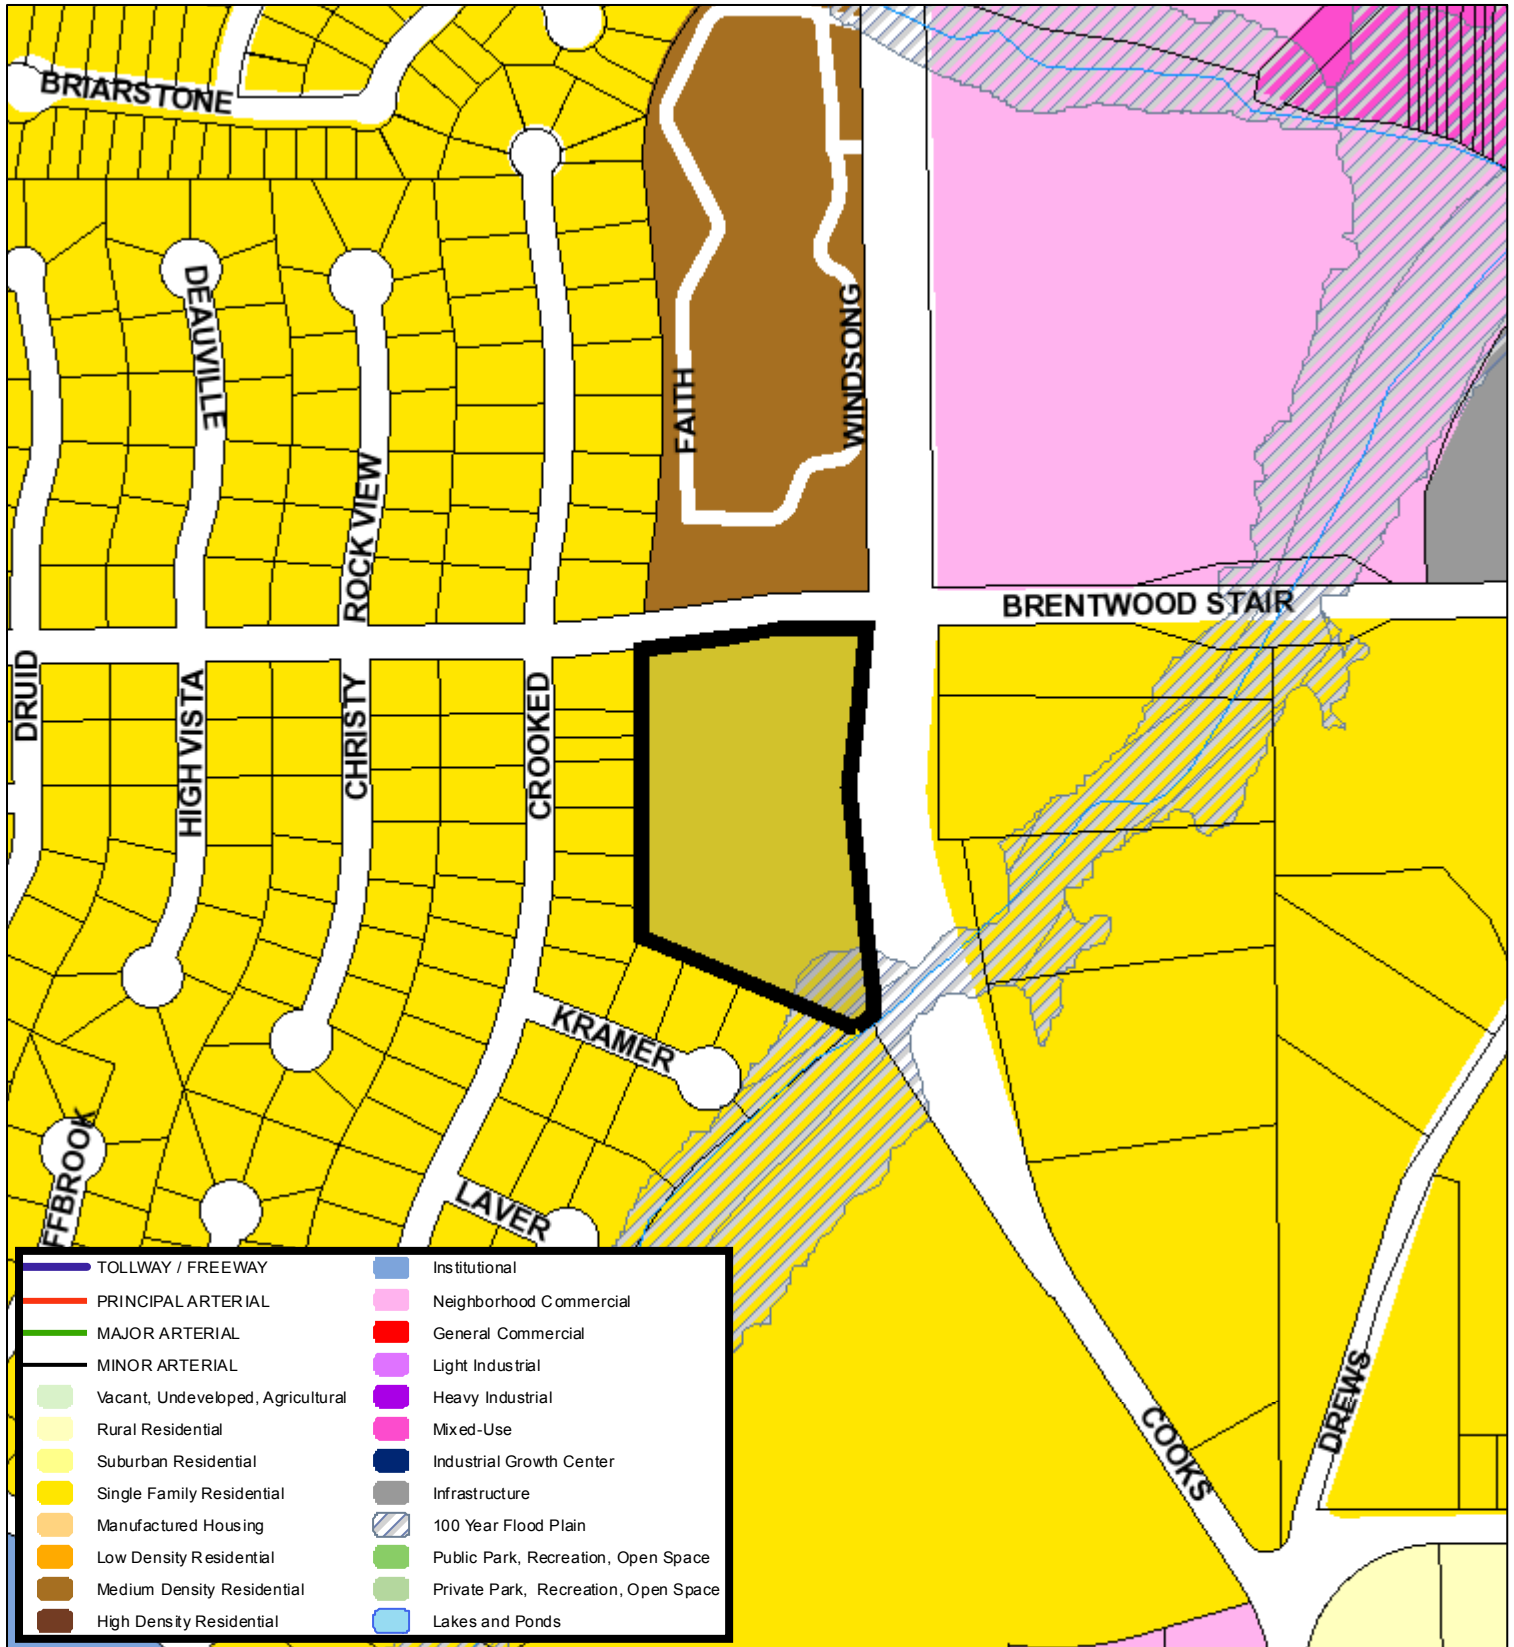 BRIARSTONE
DEAUVILLE
ROCK VIEW
FAITH
WINDSONG
BRENTWOOD STAIR
DRUID
HIGH VISTA
CHRISTY
CROOKED
KRAMER
FFBROOK
LAVER
COOKS
DREWS
TOLLWAY / FREEWAY
PRINCIPAL ARTERIAL
MAJOR ARTERIAL
MINOR ARTERIAL
Vacant, Undeveloped, Agricultural
Rural Residential
Suburban Residential
Single Family Residential
Manufactured Housing
Low Density Residential
Medium Density Residential
High Density Residential
Institutional
Neighborhood Commercial
General Commercial
Light Industrial
Heavy Industrial
Mixed-Use
Industrial Growth Center
Infrastructure
100 Year Flood Plain
Public Park, Recreation, Open Space
Private Park, Recreation, Open Space
Lakes and Ponds